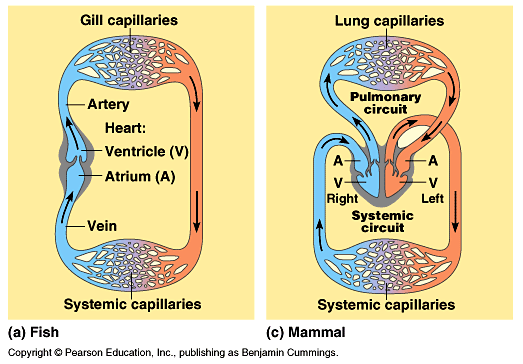 Gill capillaries
Artery
Heart:
Ventricle (V)
Atrium (A)
Vein
Systemic capillaries
(a) Fish
Lung capillaries
Pulmonary
circuit
A
A
V
V
Right
Left
Systemic
circuit
Systemic capillaries
(c) Mammal
Copyright © Pearson Education, Inc., publishing as Benjamin Cummings.